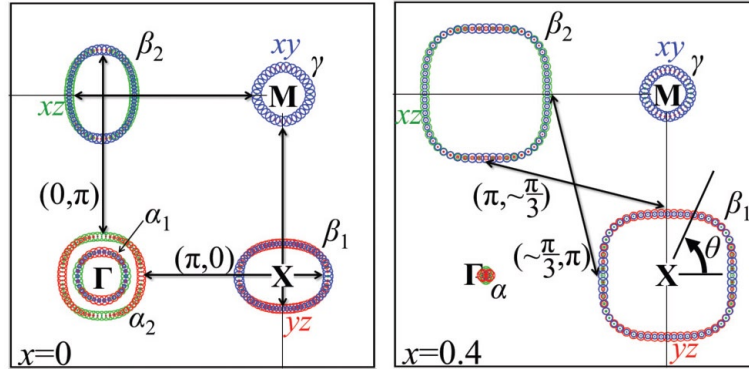 β₂
xy
γ
xz
M
(0,π)
α₁
(π,0)
β₁
Γ
X
α₂
yz
x=0
β₂
xy
γ
xz
M
(π,~π/3)
β₁
(~π/3,π)
θ
Γ
α
X
yz
x=0.4